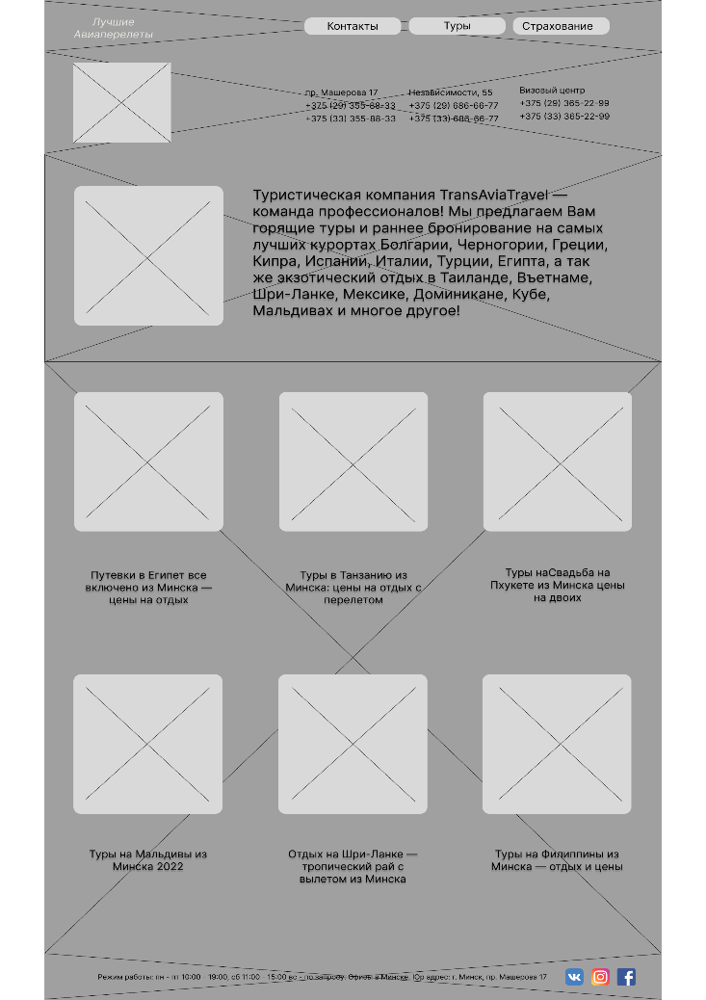 Лучшие
Авиаперелеты
Контакты
Туры
Страхование
пр. Машерова 17
+375 (29) 355-88-33
+375 (33) 355-88-33
Независимости, 55
+375 (29) 686-66-77
+375 (33) 686-66-77
Визовый центр
+375 (29) 365-22-99
+375 (33) 365-22-99
Туристическая компания TransAviaTravel —
команда профессионалов! Мы предлагаем Вам
горящие туры и раннее бронирование на самых
лучших курортах Болгарии, Черногории, Греции,
Кипра, Испании, Италии, Турции, Египта, а так
же экзотический отдых в Таиланде, Вьетнаме,
Шри-Ланке, Мексике, Доминикане, Кубе,
Мальдивах и многое другое!
Путевки в Египет все
включено из Минска —
цены на отдых
Туры в Танзанию из
Минска: цены на отдых с
перелетом
Туры наСвадьба на
Пхукете из Минска цены
на двоих
Туры на Мальдивы из
Минска 2022
Отдых на Шри-Ланке —
тропический рай с
вылетом из Минска
Туры на Филиппины из
Минска — отдых и цены
Режим работы: пн - пт 10:00 - 19:00, сб 11:00 - 15:00 вс - по запросу. Офисы в Минске. Юр адрес: г. Минск, пр. Машерова 17